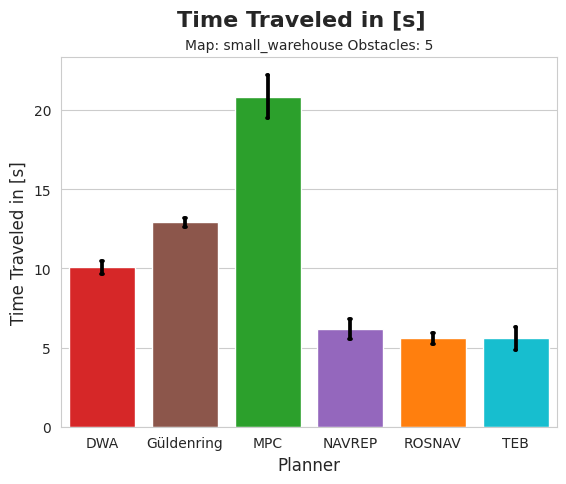 Time Traveled in [s]
Map: small_warehouse Obstacles: 5
Time Traveled in [s]
20
15
10
5
0
DWA Güldenring MPC NAVREP ROSNAV TEB
Planner